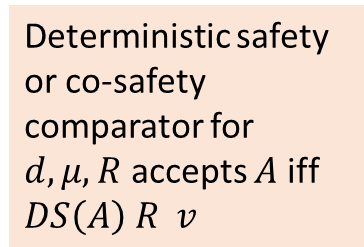 Deterministic safety
or co-safety
comparator for
d, μ, R accepts A iff
DS(A) R v